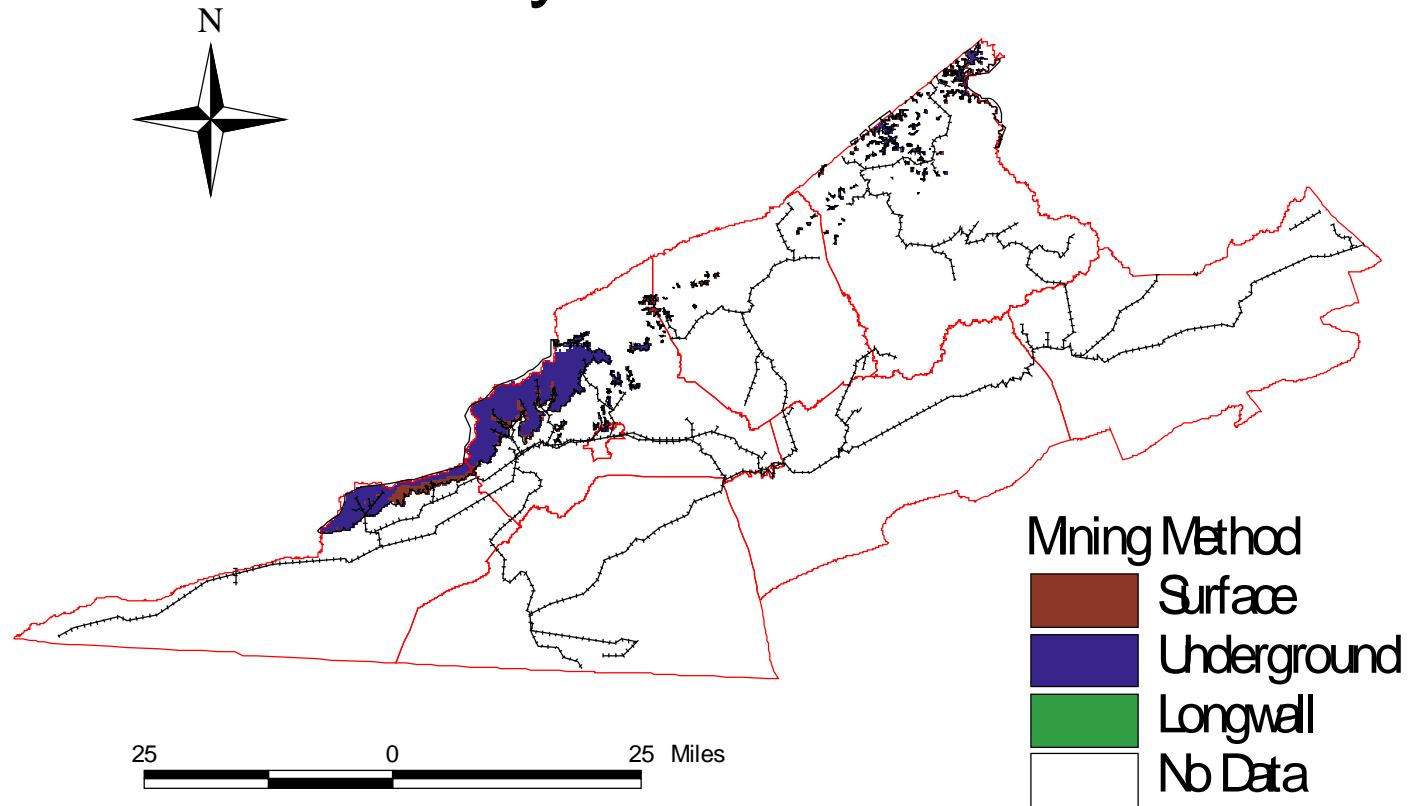 y
N
Mining Method
Surface
Underground
Longwall
No Data
25 0 25 Miles